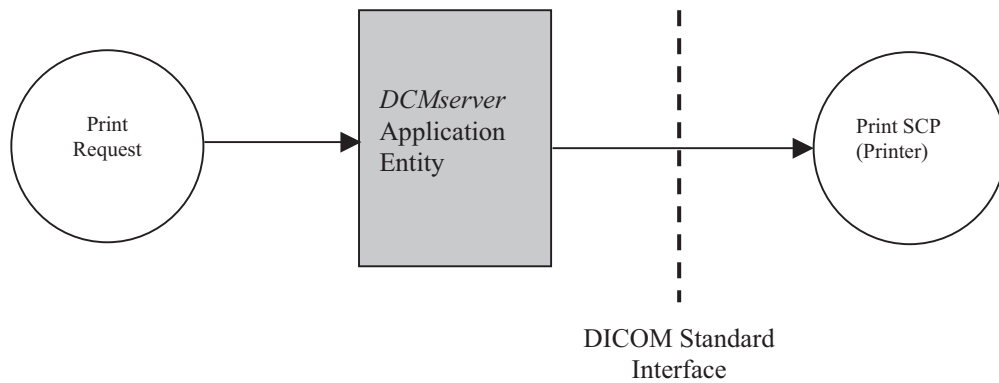 Print
Request
DCMserver
Application
Entity
Print SCP
(Printer)
DICOM Standard
Interface